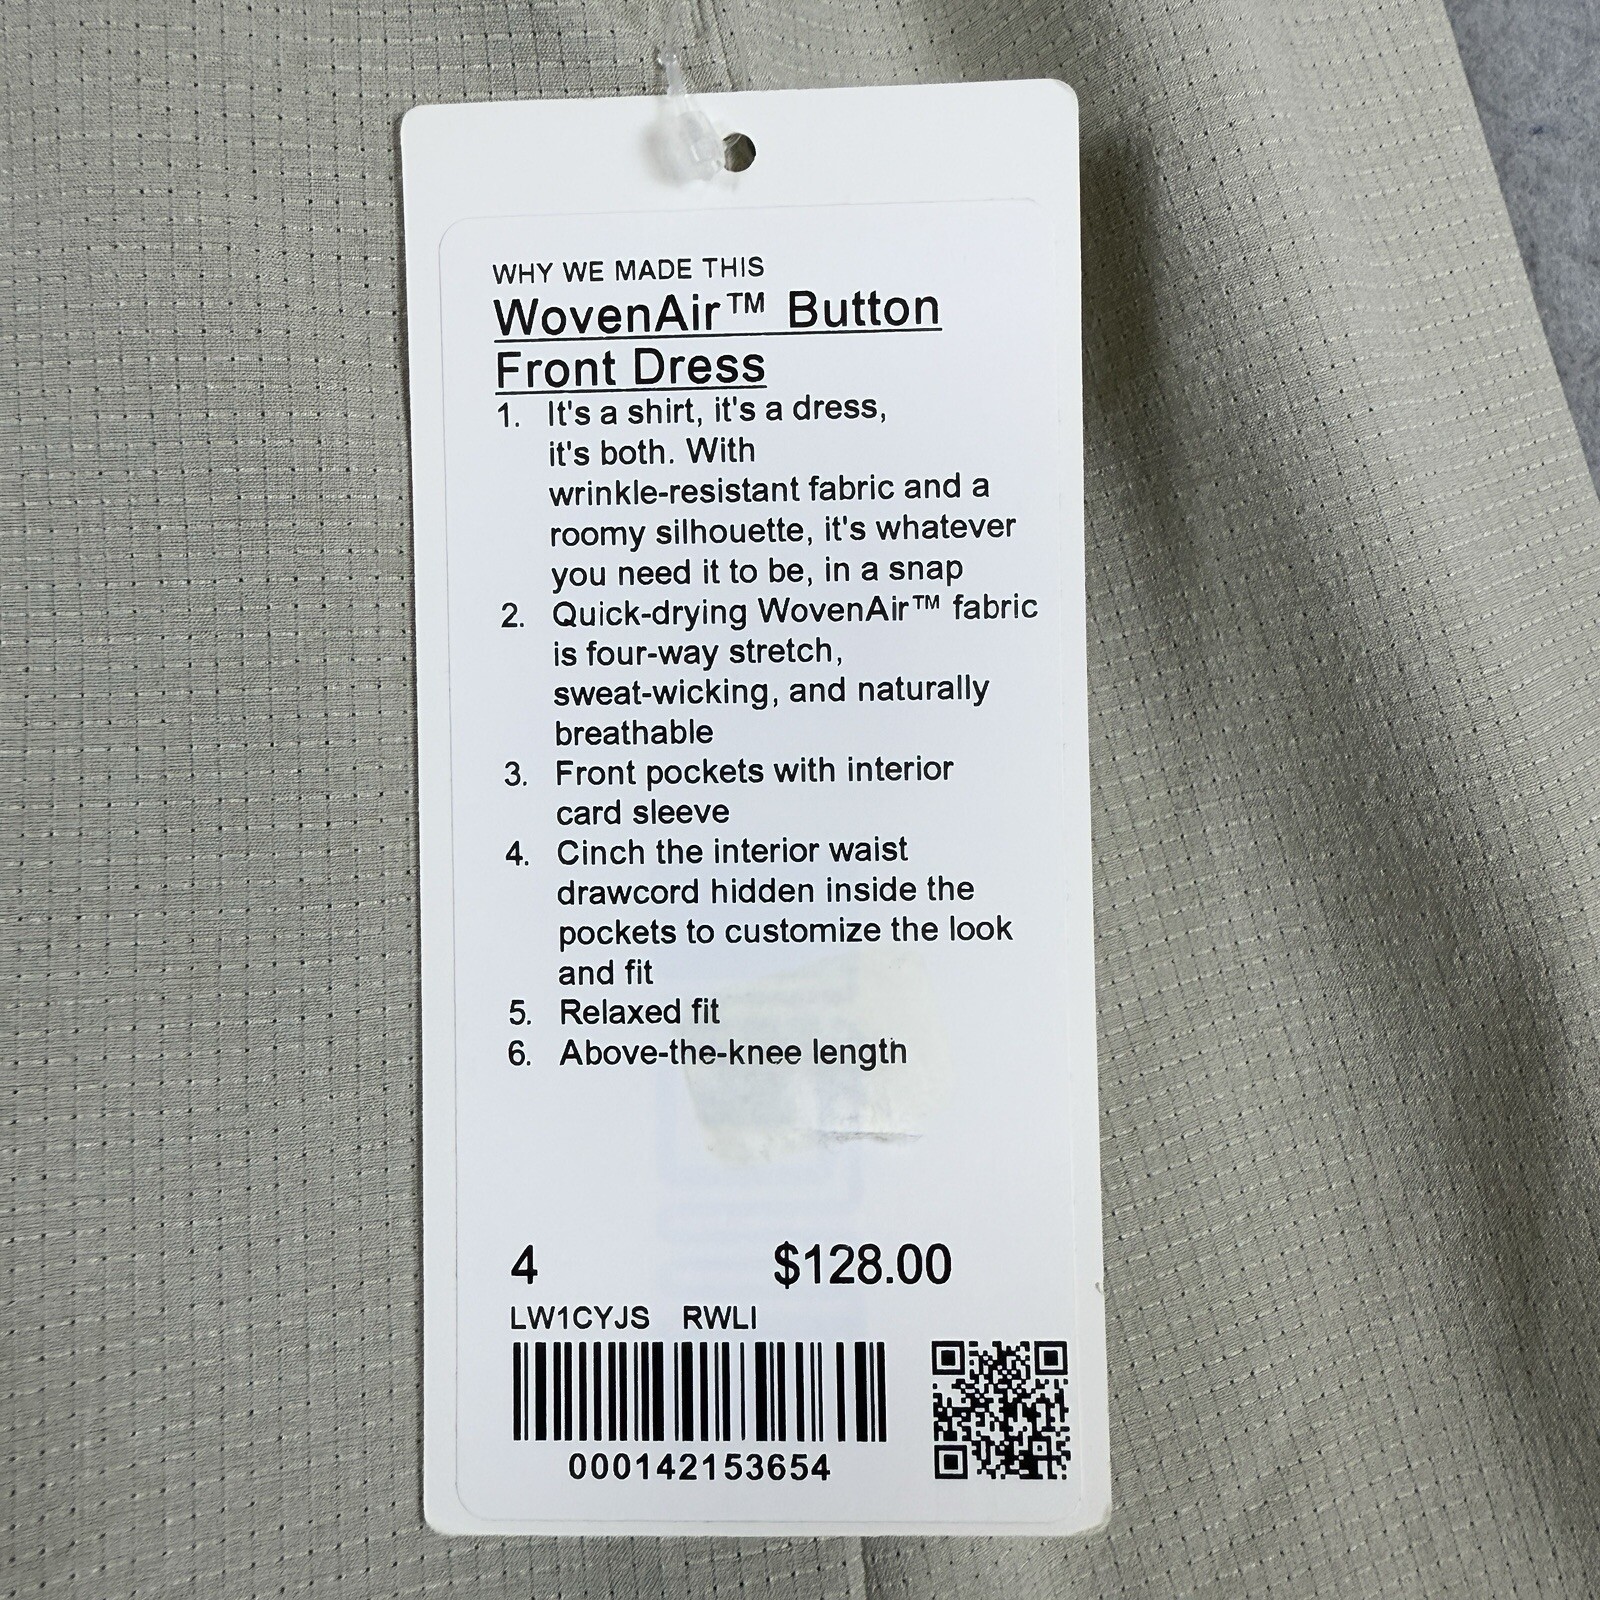 WHY WE MADE THIS
WovenAir™ Button
Front Dress
1. It's a shirt, it's a dress,
it's both. With
wrinkle-resistant fabric and a
roomy silhouette, it's whatever
you need it to be, in a snap
2. Quick-drying WovenAir™ fabric
is four-way stretch,
sweat-wicking, and naturally
breathable
3. Front pockets with interior
card sleeve
4. Cinch the interior waist
drawcord hidden inside the
pockets to customize the look
and fit
5. Relaxed fit
6. Above-the-knee length
4 $128.00
LW1CYJS RWLI
000142153654